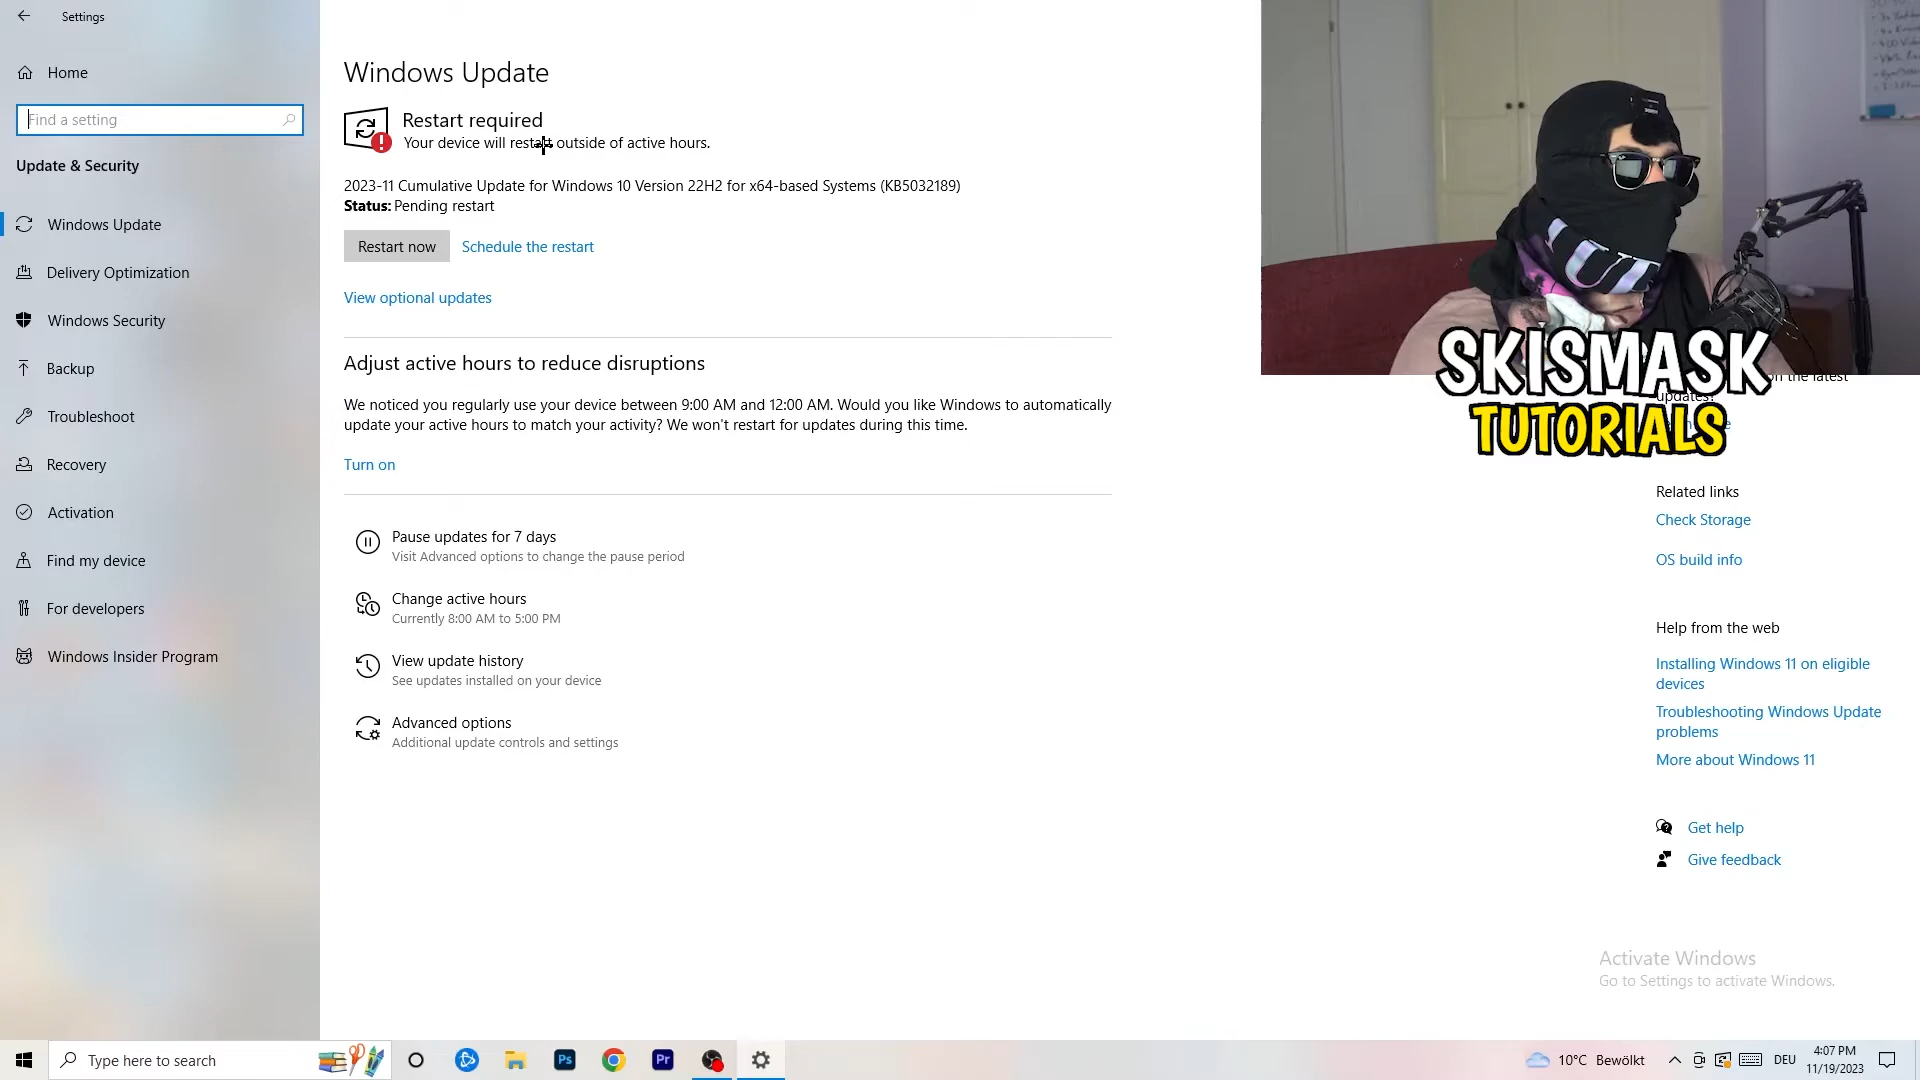 Settings
Home
Find a setting
Update & Security
Windows Update
Delivery Optimization
Windows Security
Backup
Troubleshoot
Recovery
Activation
Find my device
For developers
Windows Insider Program
Windows Update
Restart required
Your device will restart outside of active hours.
2023-11 Cumulative Update for Windows 10 Version 22H2 for x64-based Systems (KB5032189)
Status: Pending restart
Restart now
Schedule the restart
View optional updates
Adjust active hours to reduce disruptions
We noticed you regularly use your device between 9:00 AM and 12:00 AM. Would you like Windows to automatically
update your active hours to match your activity? We won't restart for updates during this time.
Turn on
Pause updates for 7 days
Visit Advanced options to change the pause period
Change active hours
Currently 8:00 AM to 5:00 PM
View update history
See updates installed on your device
Advanced options
Additional update controls and settings
SKISMASK
TUTORIALS
on the latest
updates?
Related links
Check Storage
OS build info
Help from the web
Installing Windows 11 on eligible
devices
Troubleshooting Windows Update
problems
More about Windows 11
Get help
Give feedback
Activate Windows
Go to Settings to activate Windows.
Type here to search
Ps
Pr
10°C Bewölkt
DEU
4:07 PM
11/19/2023